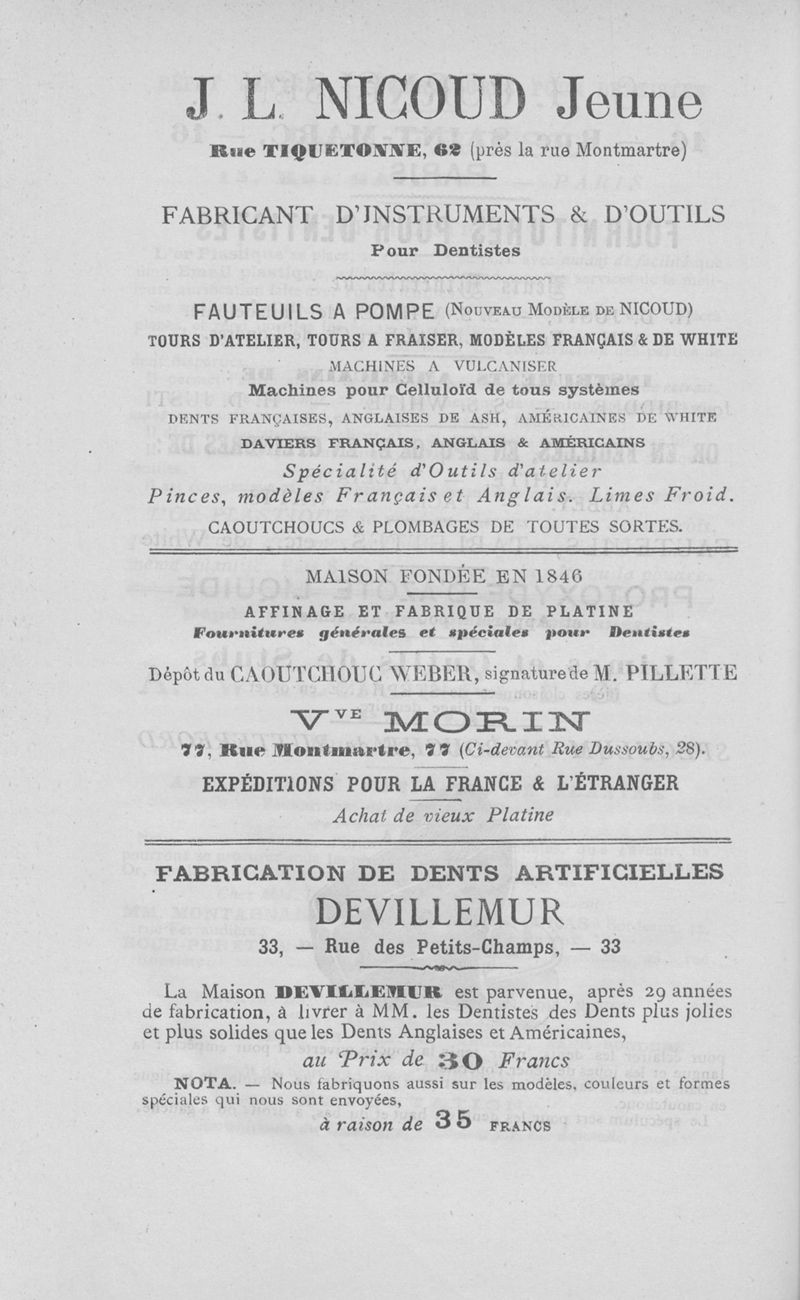 J. L. NICOUD Jeune
Rue TIQUETONNE, 62 (près la rue Montmartre)
FABRICANT D'INSTRUMENTS & D'OUTILS
Pour Dentistes
FAUTEUILS A POMPE (Nouveau Modèle de NICOUD)
TOURS D'ATELIER, TOURS A FRAISER, MODÈLES FRANÇAIS & DE WHITE
MACHINES A VULCANISER
Machines pour Celluloïd de tous systèmes
DENTS FRANÇAISES, ANGLAISES DE ASH, AMÉRICAINES DE WHITE
DAVIERS FRANÇAIS, ANGLAIS & AMÉRICAINS
Spécialité d'Outils d'atelier
Pinces, modèles Français et Anglais. Limes Froid.
CAOUTCHOUCS & PLOMBAGES DE TOUTES SORTES.
MAISON FONDÉE EN 1846
AFFINAGE ET FABRIQUE DE PLATINE
Fournitures générales et spéciales pour Dentistes
Dépôt du CAOUTCHOUC WEBER, signature de M. PILLETTE
Vve MORIN
77, Rue Montmartre, 77 (Ci-devant Rue Dussoubs, 28).
EXPÉDITIONS POUR LA FRANCE & L'ÉTRANGER
Achat de vieux Platine
FABRICATION DE DENTS ARTIFICIELLES
DEVILLEMUR
33, — Rue des Petits-Champs, — 33
La Maison DEVILLEMUR est parvenue, après 29 années
de fabrication, à livrer à MM. les Dentistes des Dents plus jolies
et plus solides que les Dents Anglaises et Américaines,
au Prix de 30 Francs
NOTA. — Nous fabriquons aussi sur les modèles, couleurs et formes
spéciales qui nous sont envoyées,
à raison de 35 FRANCS